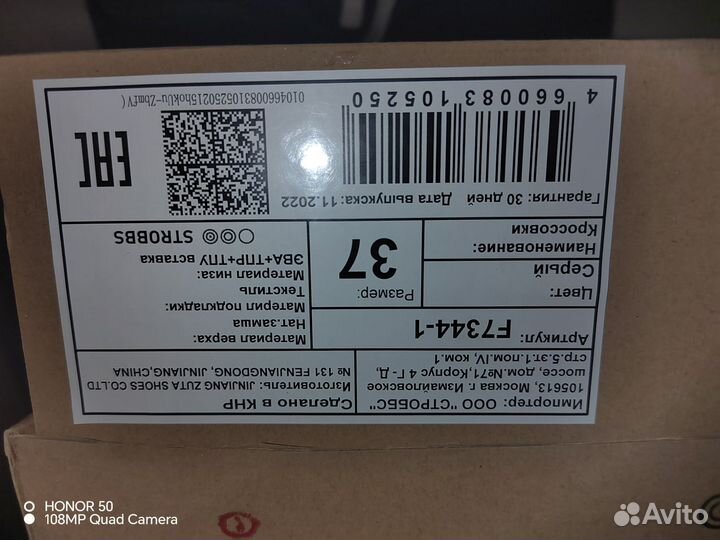 Импортер: ООО "СТРОББС"
105613, Москва г. Измайловское
шоссе, дом.№71,Корпус 4 Г-Д,
стр.5.эт.1.пом.IV, ком.1
Сделано в КНР
Изготовитель: JINJIANG ZUTA SHOES CO.LTD
№ 131 FENJIANGDONG, JINJIANG,CHINA
Артикул: F7344-1
Цвет:
Серый
Размер:
37
Наименование:
Кроссовки
Материал верха:
Нат.замша
Материл подкладки:
Текстиль
Материал низа:
ЭВА+ТПР+ТПУ вставка
STROBBS
Гарантия: 30 дней Дата выпуска:11.2022
4 660083 105250
0104660083105250215hokUu-ZbmfV(
EAC
HONOR 50
108MP Quad Camera
Avito